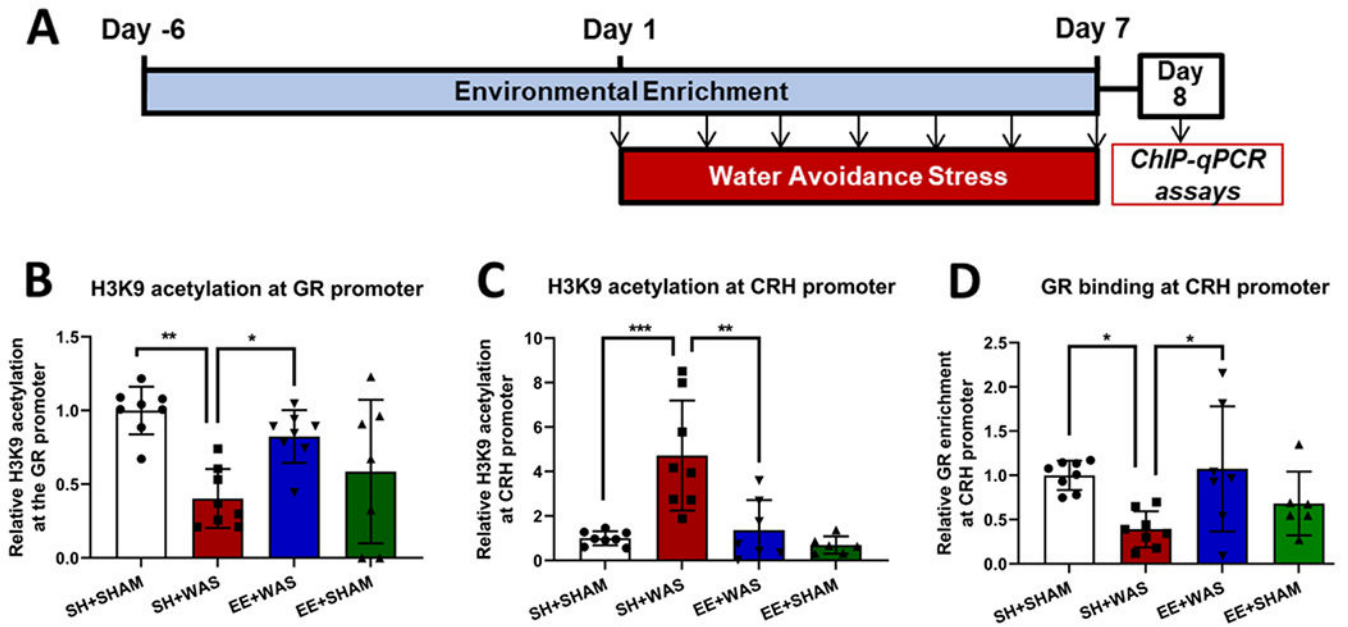 A
Day -6
Day 1
Day 7
Day
8
Environmental Enrichment
Water Avoidance Stress
ChIP-qPCR
assays
B
H3K9 acetylation at GR promoter
Relative H3K9 acetylation
at the GR promoter
1.5
1.0
0.5
0.0
**
*
SH+SHAM
SH+WAS
EE+WAS
EE+SHAM
C
H3K9 acetylation at CRH promoter
Relative H3K9 acetylation
at CRH promoter
10
8
6
4
2
0
***
**
SH+SHAM
SH+WAS
EE+WAS
EE+SHAM
D
GR binding at CRH promoter
Relative GR enrichment
at CRH promoter
2.5
2.0
1.5
1.0
0.5
0.0
*
*
SH+SHAM
SH+WAS
EE+WAS
EE+SHAM